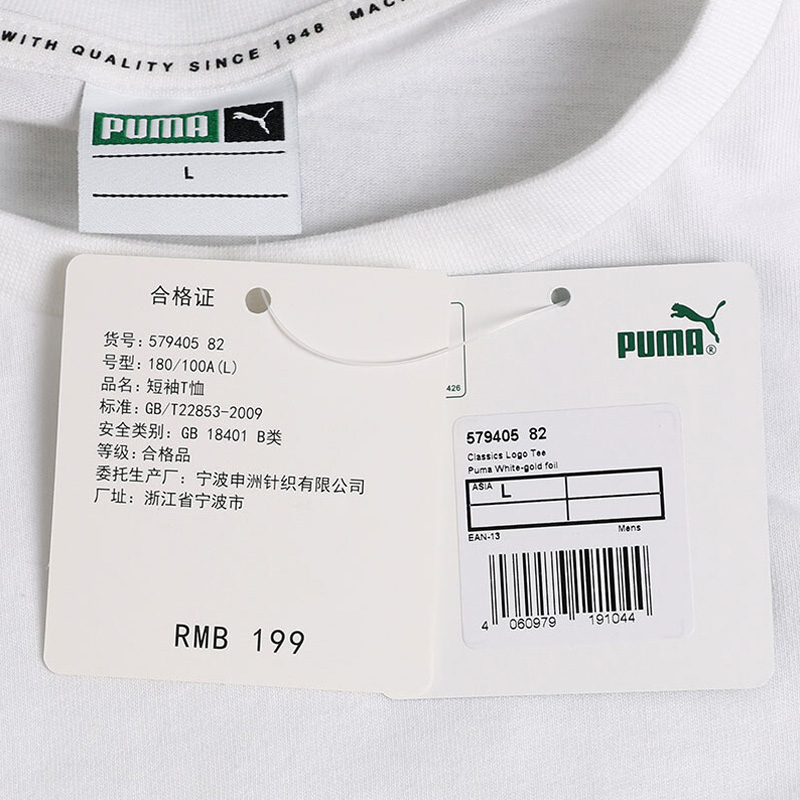 WITH QUALITY SINCE 1948 MAC
PUMA
L
合格证
货号: 579405 82
号型: 180/100A(L)
品名: 短袖T恤
标准: GB/T22853-2009
安全类别: GB 18401 B类
等级: 合格品
委托生产厂: 宁波申洲针织有限公司
厂址: 浙江省宁波市
RMB 199
426
PUMA®
579405 82
Classics Logo Tee
Puma White-gold foil
ASIA L
EAN-13 Mens
4 060979 191044